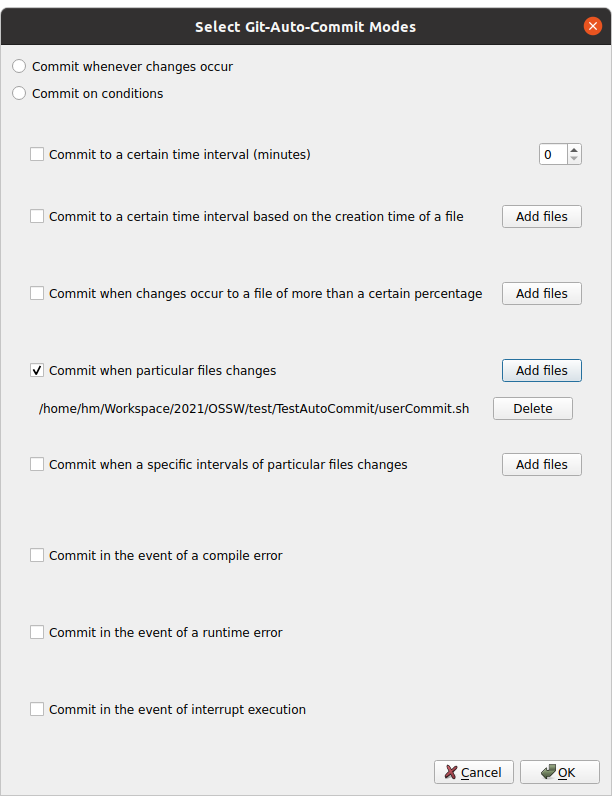 Select Git-Auto-Commit Modes
Commit whenever changes occur
Commit on conditions
Commit to a certain time interval (minutes) 0
Commit to a certain time interval based on the creation time of a file Add files
Commit when changes occur to a file of more than a certain percentage Add files
Commit when particular files changes Add files
/home/hm/Workspace/2021/OSSW/test/TestAutoCommit/userCommit.sh Delete
Commit when a specific intervals of particular files changes Add files
Commit in the event of a compile error
Commit in the event of a runtime error
Commit in the event of interrupt execution
Cancel OK